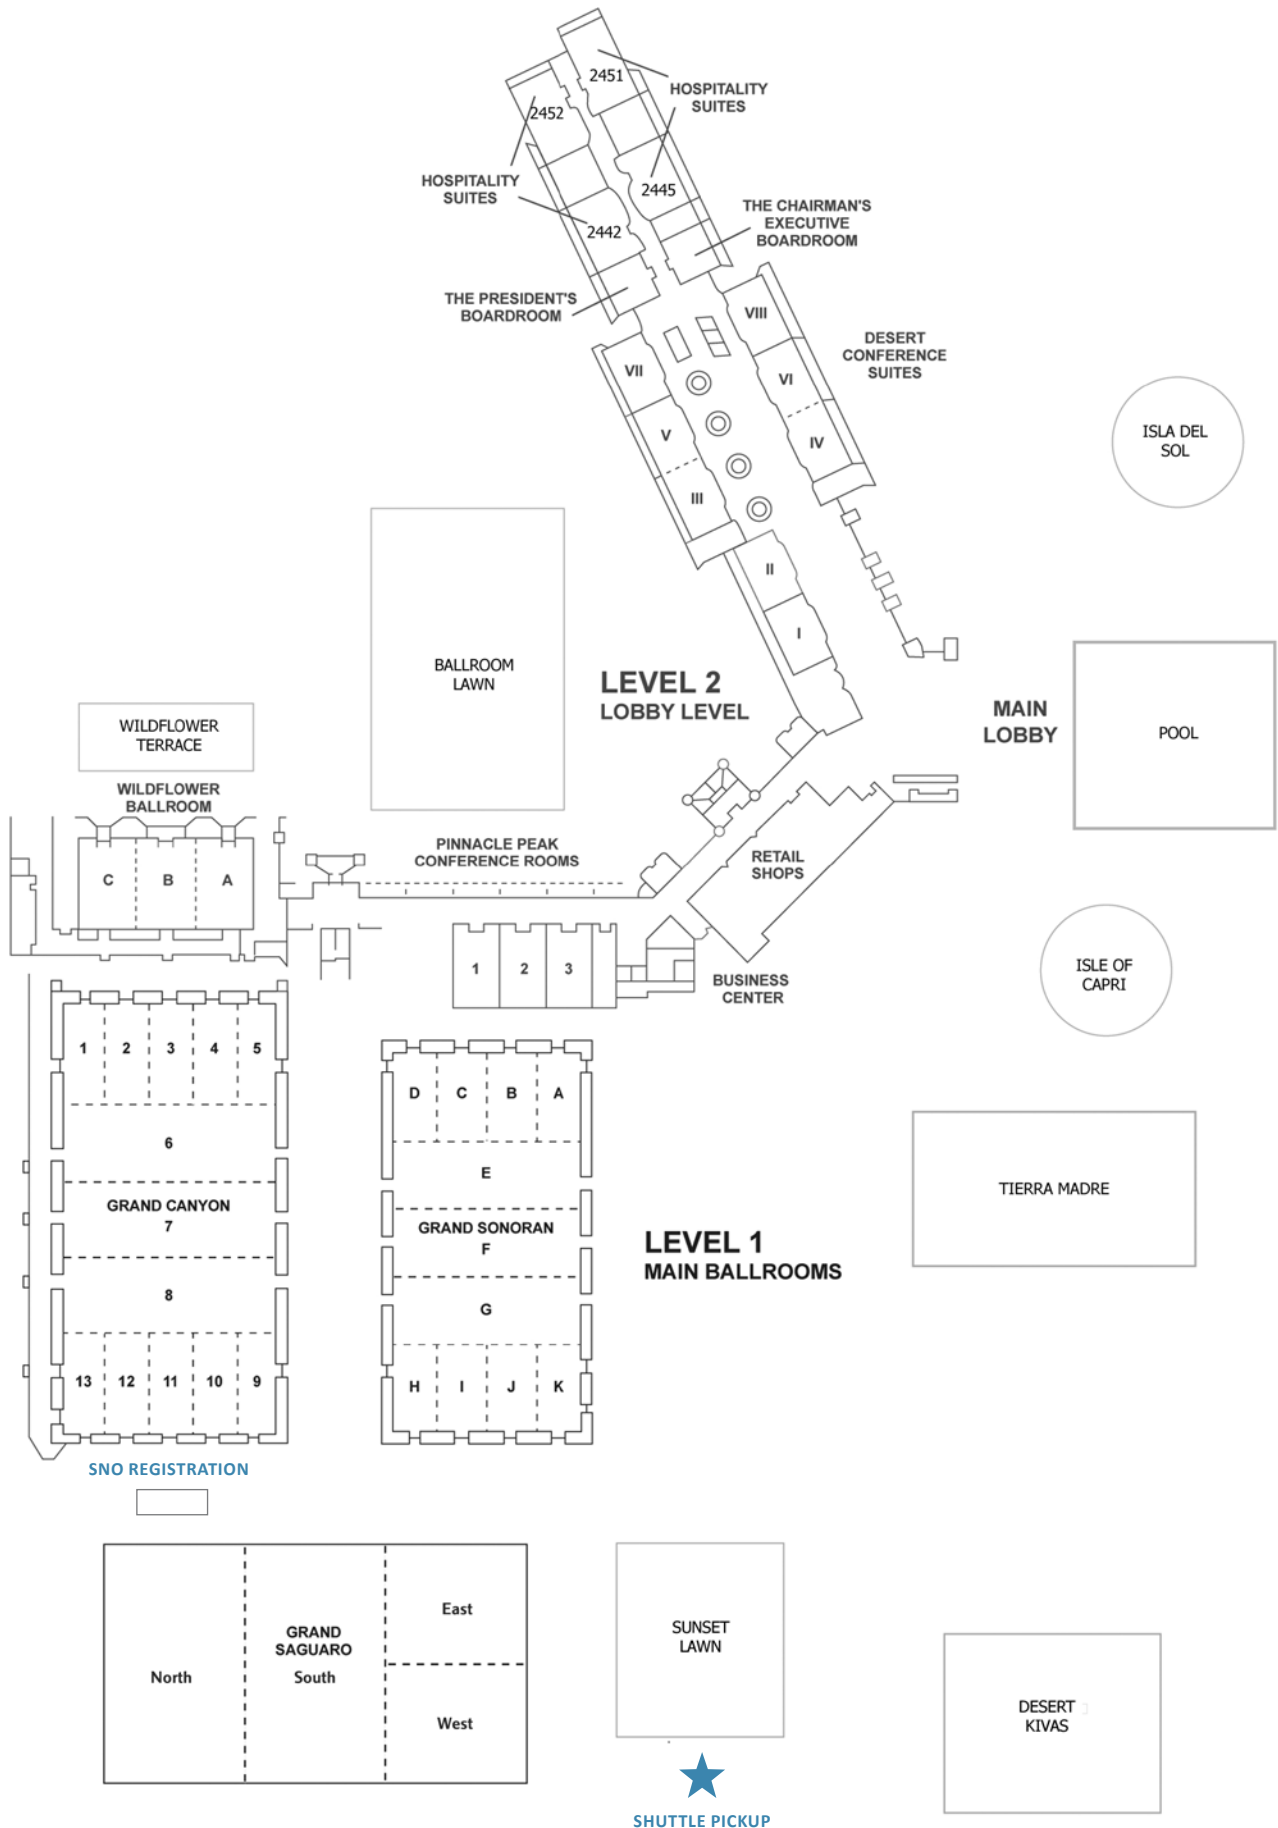 2451
HOSPITALITY
SUITES
2452
HOSPITALITY
SUITES
2445
2442
THE CHAIRMAN'S
EXECUTIVE
BOARDROOM
THE PRESIDENT'S
BOARDROOM
VIII
DESERT
CONFERENCE
SUITES
VII
VI
V
IV
III
II
I
ISLA DEL
SOL
BALLROOM
LAWN
LEVEL 2
LOBBY LEVEL
MAIN
LOBBY
POOL
WILDFLOWER
TERRACE
WILDFLOWER
BALLROOM
C
B
A
PINNACLE PEAK
CONFERENCE ROOMS
RETAIL
SHOPS
1
2
3
BUSINESS
CENTER
ISLE OF
CAPRI
1
2
3
4
5
6
GRAND CANYON
7
8
13
12
11
10
9
D
C
B
A
E
GRAND SONORAN
F
G
H
I
J
K
LEVEL 1
MAIN BALLROOMS
TIERRA MADRE
SNO REGISTRATION
North
GRAND
SAGUARO
South
East
West
SUNSET
LAWN
DESERT
KIVAS
SHUTTLE PICKUP